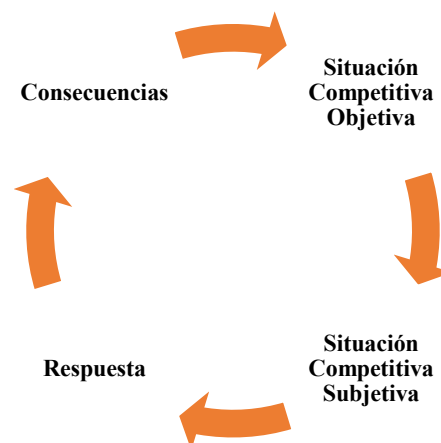 Consecuencias
Situación
Competitiva
Objetiva
Situación
Competitiva
Subjetiva
Respuesta